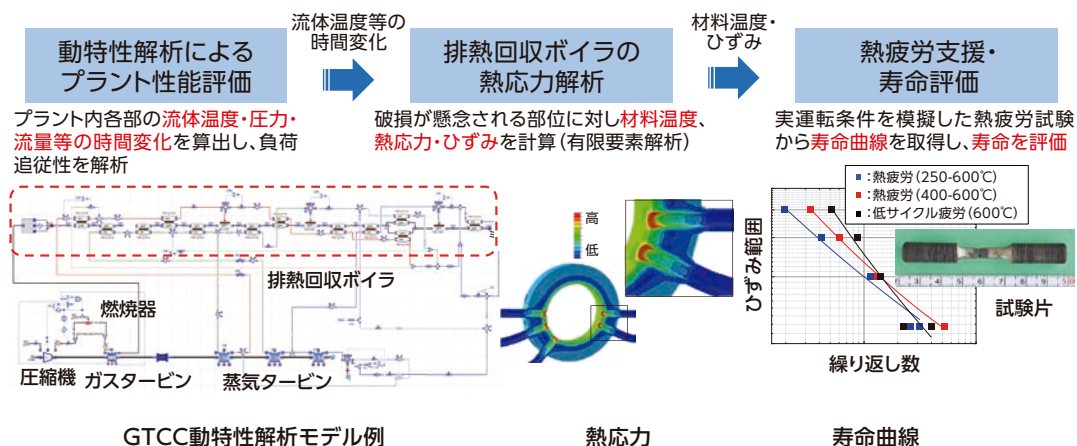 動特性解析による
プラント性能評価
流体温度等の
時間変化
排熱回収ボイラの
熱応力解析
材料温度・
ひずみ
熱疲労支援・
寿命評価
プラント内各部の流体温度・圧力・
流量等の時間変化を算出し、負荷
追従性を解析
破損が懸念される部位に対し材料温度、
熱応力・ひずみを計算(有限要素解析)
実運転条件を模擬した熱疲労試験
から寿命曲線を取得し、寿命を評価
排熱回収ボイラ
燃焼器
圧縮機
ガスタービン
蒸気タービン
GTCC動特性解析モデル例
高
低
熱応力
:熱疲労(250-600℃)
:熱疲労(400-600℃)
:低サイクル疲労(600℃)
ひずみ範囲
試験片
繰り返し数
寿命曲線